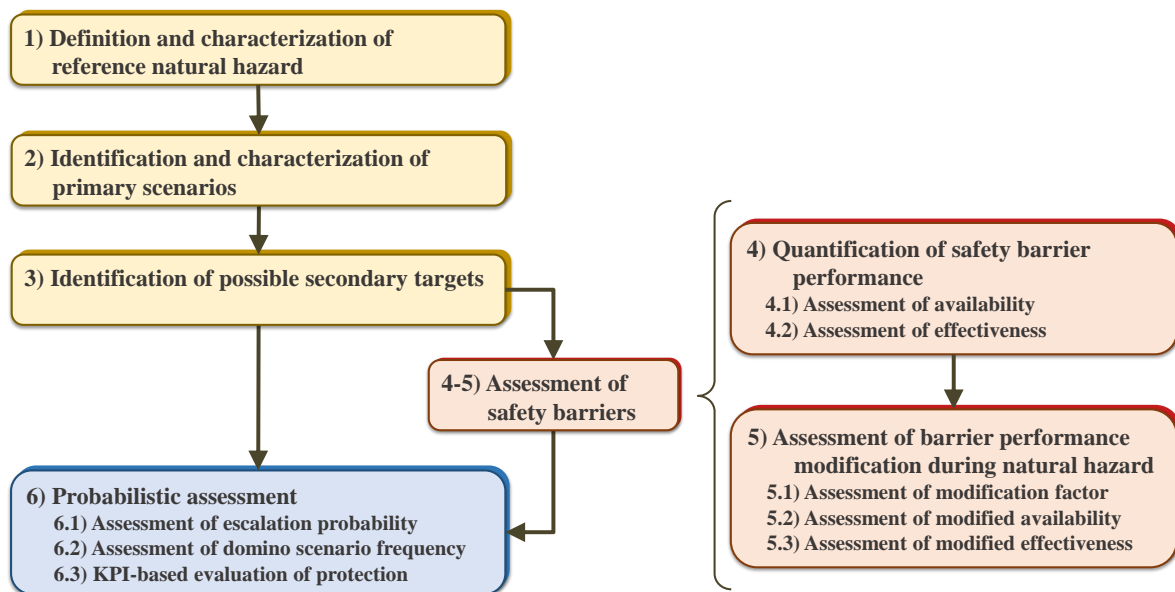 1) Definition and characterization of
reference natural hazard
2) Identification and characterization of
primary scenarios
3) Identification of possible secondary targets
4-5) Assessment of
safety barriers
6) Probabilistic assessment
6.1) Assessment of escalation probability
6.2) Assessment of domino scenario frequency
6.3) KPI-based evaluation of protection
4) Quantification of safety barrier
performance
4.1) Assessment of availability
4.2) Assessment of effectiveness
5) Assessment of barrier performance
modification during natural hazard
5.1) Assessment of modification factor
5.2) Assessment of modified availability
5.3) Assessment of modified effectiveness